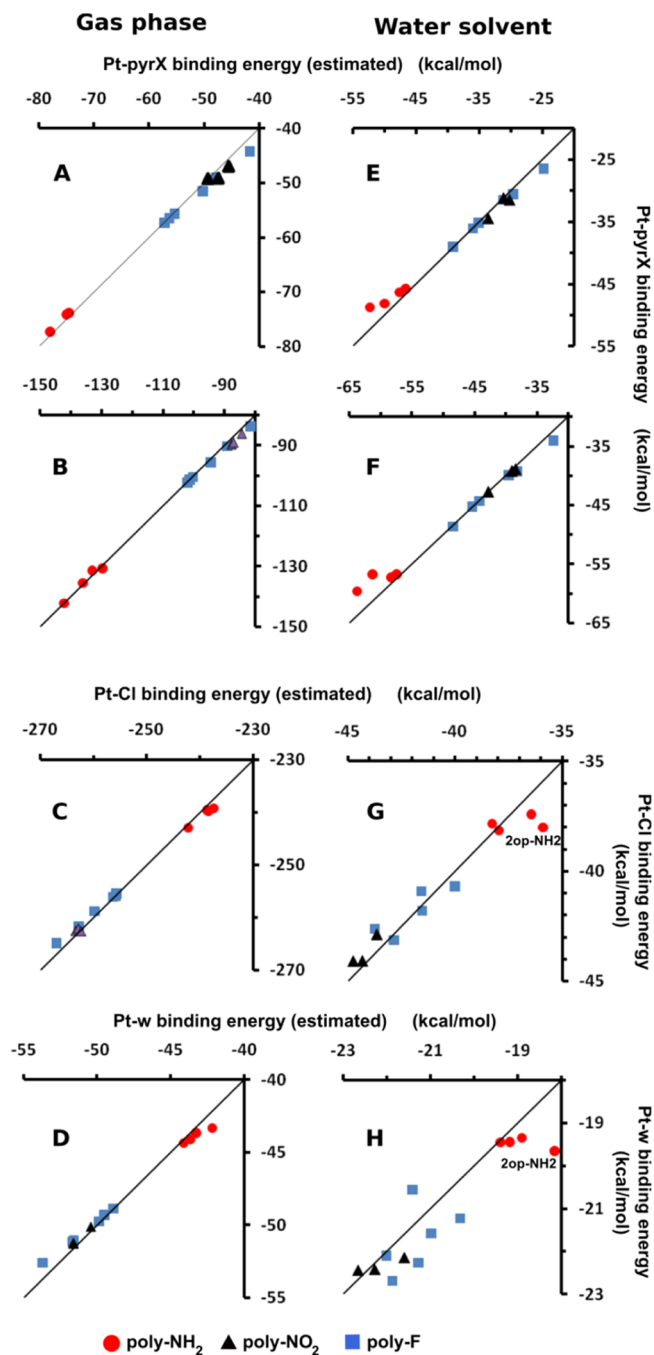 Gas phase Water solvent
Pt-pyrX binding energy (estimated) (kcal/mol)
-80 -70 -60 -50 -40
-55 -45 -35 -25
-40
-50
-60
-70
-80
A
-25
-35
-45
-55
E
Pt-pyrX binding energy (kcal/mol)
-150 -130 -110 -90
-65 -55 -45 -35
-90
-110
-130
-150
B
-35
-45
-55
-65
F
Pt-Cl binding energy (estimated) (kcal/mol)
-270 -250 -230
-45 -40 -35
-230
-250
-270
C
-35
-40
-45
G
2op-NH2
Pt-Cl binding energy
(kcal/mol)
Pt-w binding energy (estimated) (kcal/mol)
-55 -50 -45 -40
-23 -21 -19
-40
-45
-50
-55
D
-19
-21
-23
H
2op-NH2
Pt-w binding energy
(kcal/mol)
poly-NH₂ poly-NO₂ poly-F